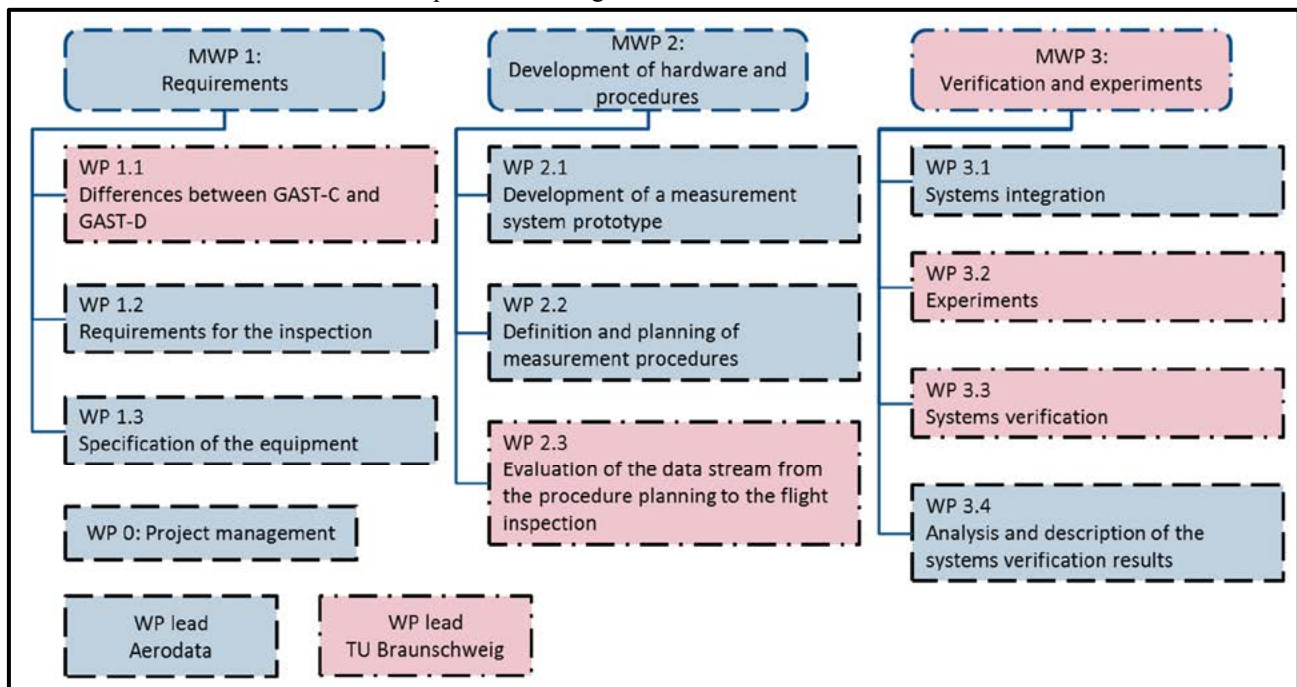 MWP 1:
Requirements
WP 1.1
Differences between GAST-C and
GAST-D
WP 1.2
Requirements for the inspection
WP 1.3
Specification of the equipment
WP 0: Project management
WP lead
Aerodata
WP lead
TU Braunschweig
MWP 2:
Development of hardware and
procedures
WP 2.1
Development of a measurement
system prototype
WP 2.2
Definition and planning of
measurement procedures
WP 2.3
Evaluation of the data stream from
the procedure planning to the flight
inspection
MWP 3:
Verification and experiments
WP 3.1
Systems integration
WP 3.2
Experiments
WP 3.3
Systems verification
WP 3.4
Analysis and description of the
systems verification results